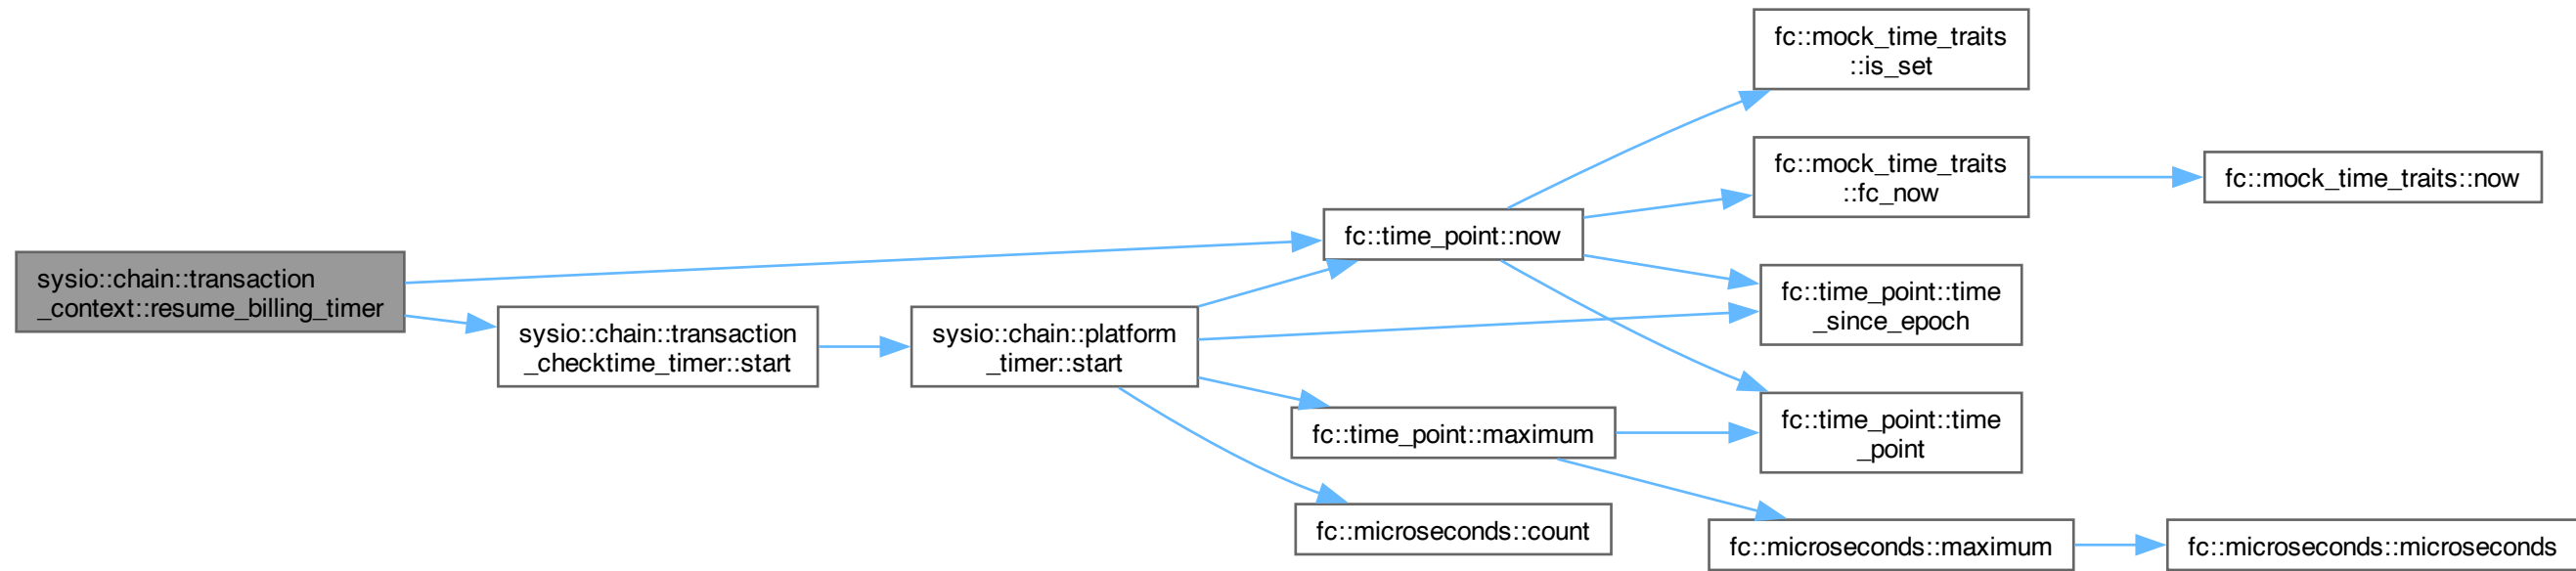 sysio::chain::transaction
_context::resume_billing_timer
sysio::chain::transaction
_checktime_timer::start
sysio::chain::platform
_timer::start
fc::time_point::now
fc::time_point::maximum
fc::microseconds::count
fc::mock_time_traits
::is_set
fc::mock_time_traits
::fc_now
fc::time_point::time
_since_epoch
fc::time_point::time
_point
fc::microseconds::maximum
fc::mock_time_traits::now
fc::microseconds::microseconds